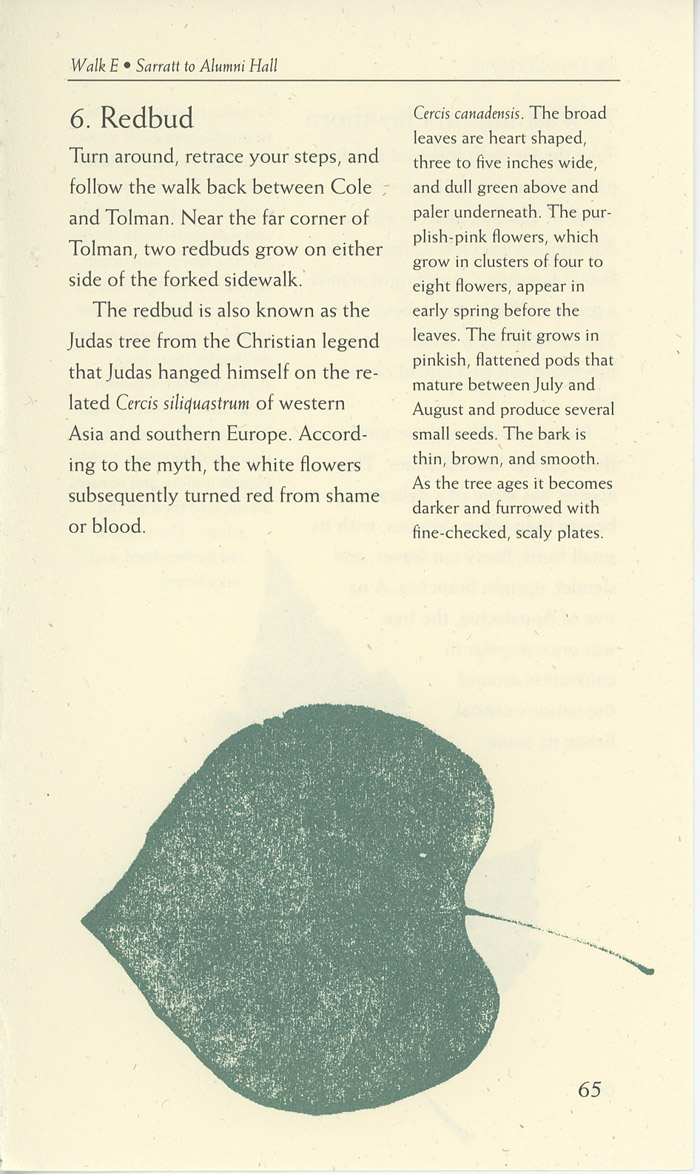 Walk E • Sarratt to Alumni Hall
6. Redbud
Turn around, retrace your steps, and
follow the walk back between Cole
and Tolman. Near the far corner of
Tolman, two redbuds grow on either
side of the forked sidewalk.
The redbud is also known as the
Judas tree from the Christian legend
that Judas hanged himself on the re-
lated Cercis siliquastrum of western
Asia and southern Europe. Accord-
ing to the myth, the white flowers
subsequently turned red from shame
or blood.
Cercis canadensis. The broad
leaves are heart shaped,
three to five inches wide,
and dull green above and
paler underneath. The pur-
plish-pink flowers, which
grow in clusters of four to
eight flowers, appear in
early spring before the
leaves. The fruit grows in
pinkish, flattened pods that
mature between July and
August and produce several
small seeds. The bark is
thin, brown, and smooth.
As the tree ages it becomes
darker and furrowed with
fine-checked, scaly plates.
65